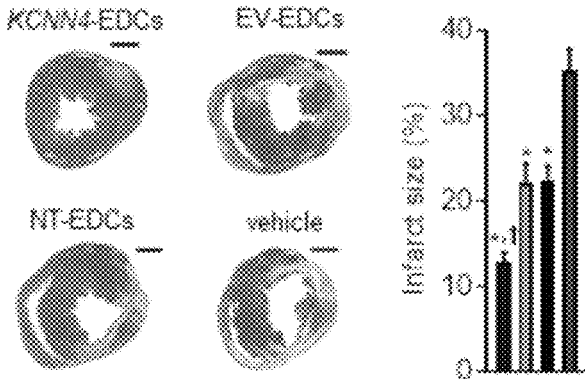 KCNN4-EDCs
EV-EDCs
NT-EDCs
vehicle
Infarct size (%)
40
30
20
10
0
*,†
*
*